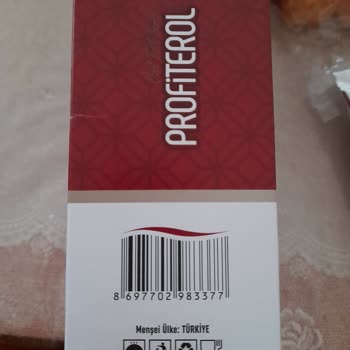 PROFiTEROL
8 697702 983377
Menşei Ülke: TÜRKİYE